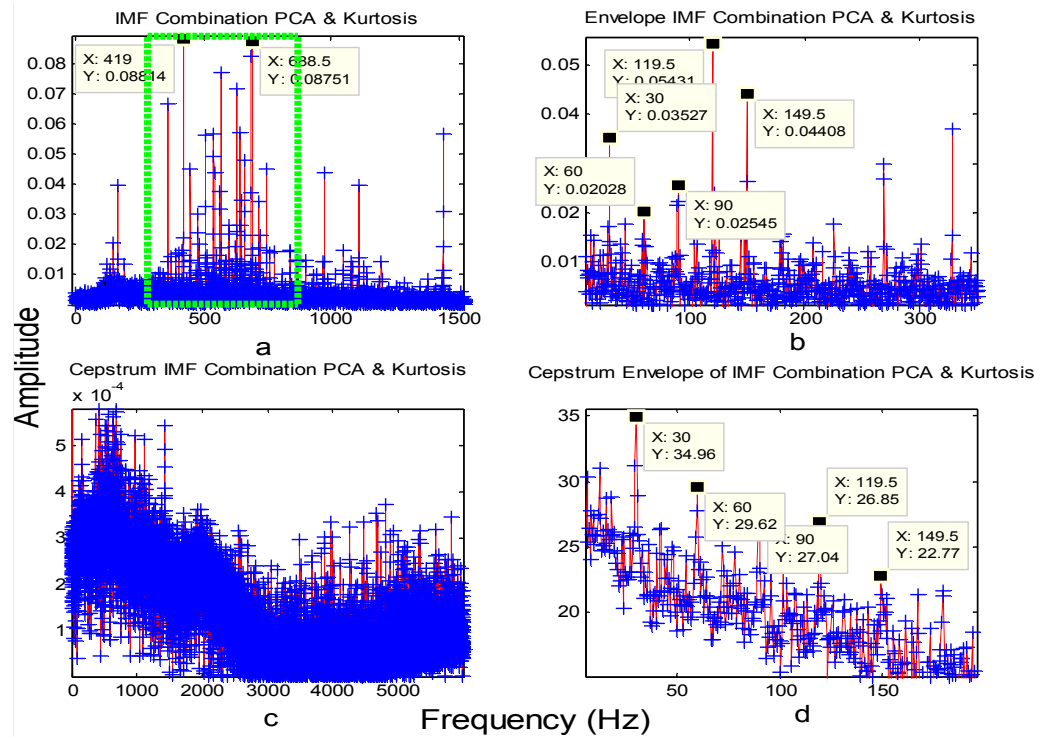 IMF Combination PCA & Kurtosis
X: 419
Y: 0.08814
X: 688.5
Y: 0.08751
0.08
0.07
0.06
0.05
0.04
0.03
0.02
0.01
0 500 1000 1500
a
Envelope IMF Combination PCA & Kurtosis
X: 119.5
Y: 0.05431
X: 30
Y: 0.03527
X: 149.5
Y: 0.04408
X: 60
Y: 0.02028
X: 90
Y: 0.02545
0.05
0.04
0.03
0.02
0.01
100 200 300
b
Amplitude
Cepstrum IMF Combination PCA & Kurtosis
x 10-4
5
4
3
2
1
0 1000 2000 3000 4000 5000
c
Cepstrum Envelope of IMF Combination PCA & Kurtosis
X: 30
Y: 34.96
X: 60
Y: 29.62
X: 90
Y: 27.04
X: 119.5
Y: 26.85
X: 149.5
Y: 22.77
35
30
25
20
50 100 150
d
Frequency (Hz)